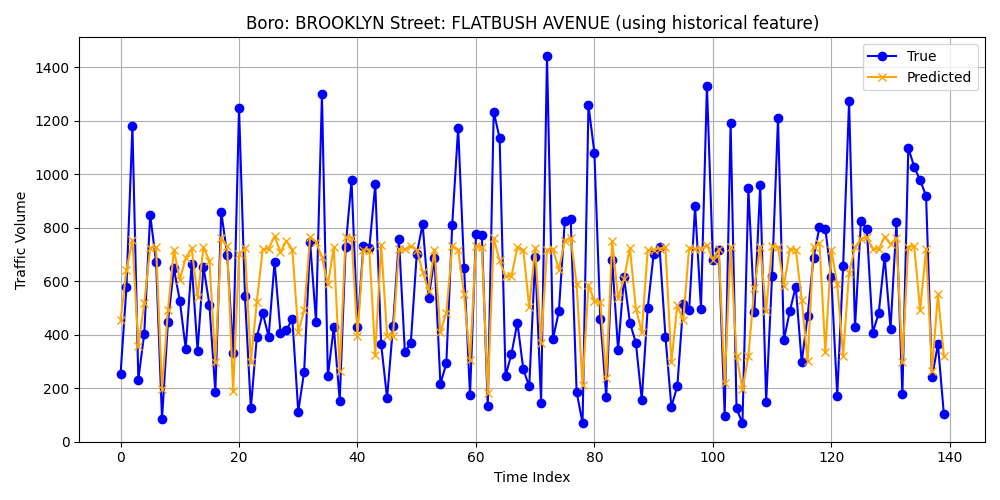 Boro: BROOKLYN Street: FLATBUSH AVENUE (using historical feature)
True
Predicted
Traffic Volume
1400
1200
1000
800
600
400
200
0
0 20 40 60 80 100 120 140
Time Index